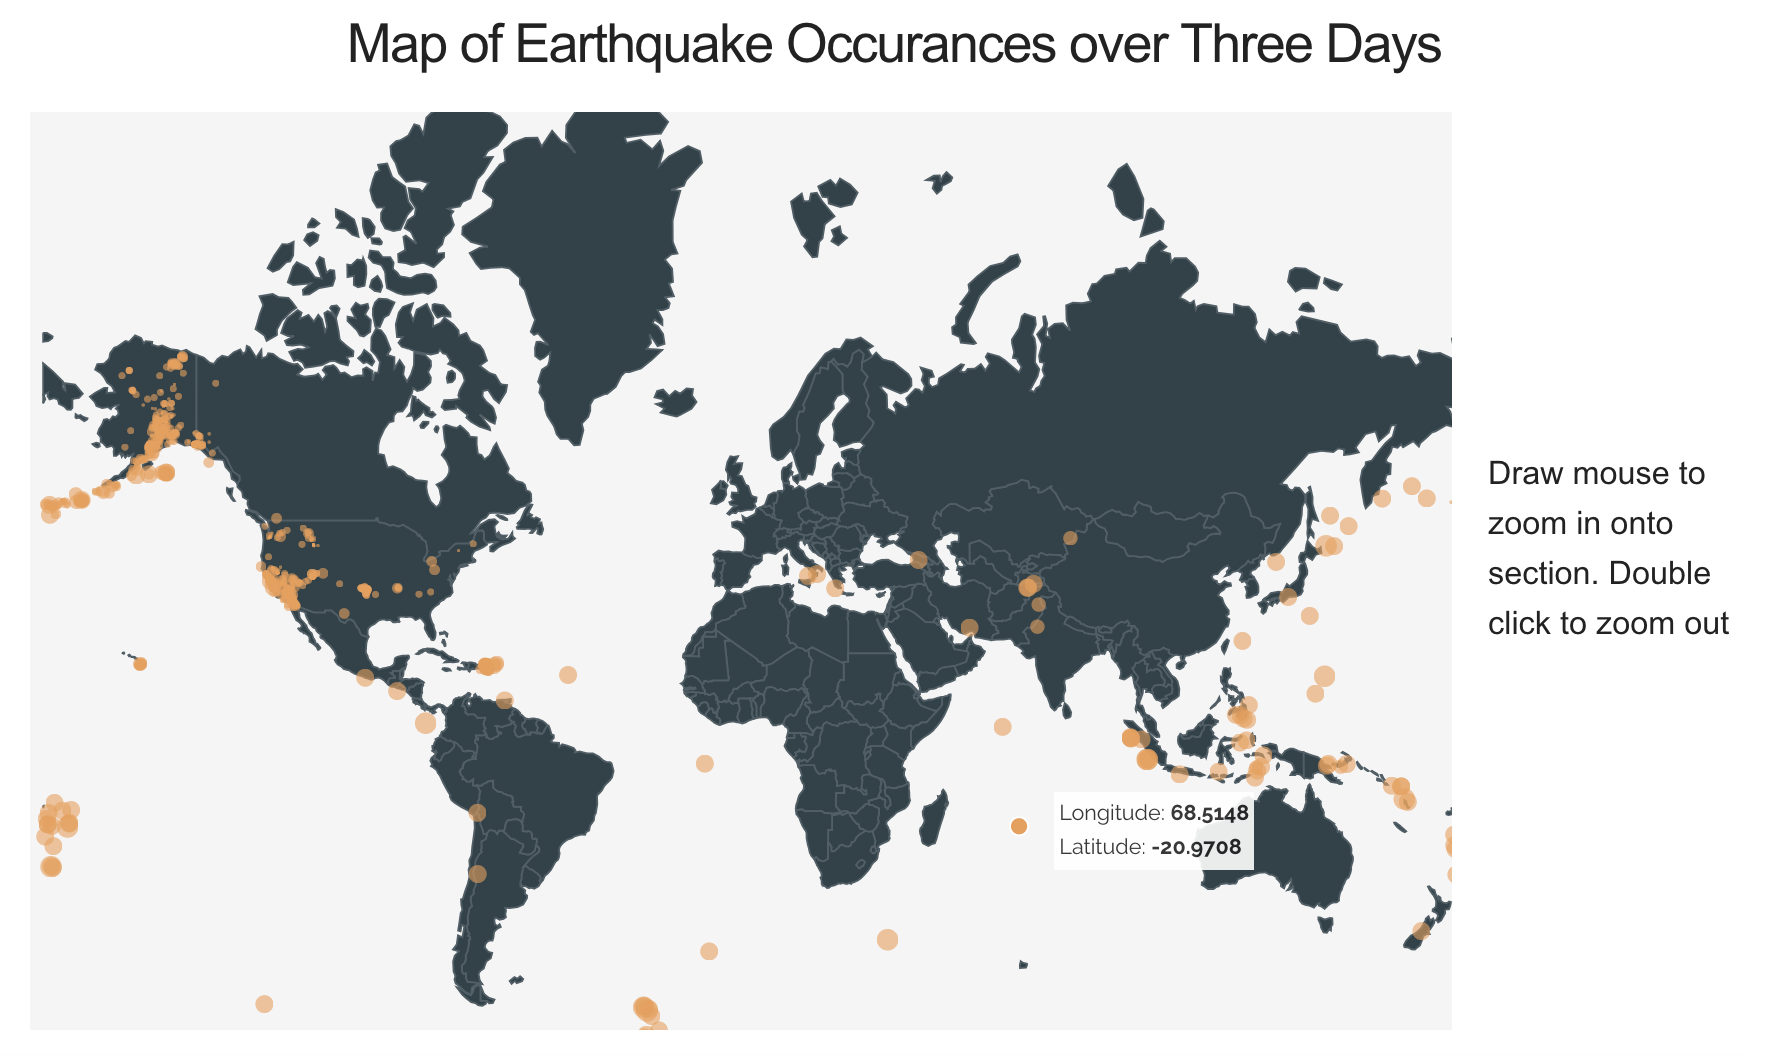 Map of Earthquake Occurances over Three Days
Draw mouse to
zoom in onto
section. Double
click to zoom out
Longitude: 68.5148
Latitude: -20.9708